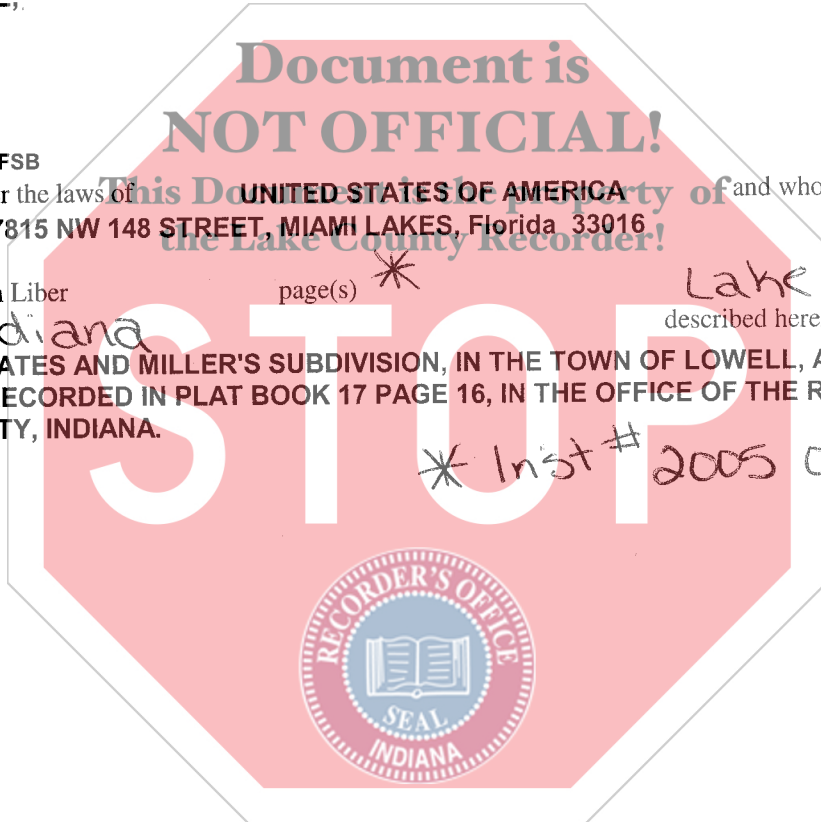 Document is
NOT OFFICIAL!
This Document is the property of
the Lake County Recorder!
FSB
r the laws of UNITED STATES OF AMERICA and who
7815 NW 148 STREET, MIAMI LAKES, Florida 33016
n Liber page(s) * Lake
diana described here
ATES AND MILLER'S SUBDIVISION, IN THE TOWN OF LOWELL, A
ECORDED IN PLAT BOOK 17 PAGE 16, IN THE OFFICE OF THE R
TY, INDIANA.
* Inst # 2005 0
STOP
RECORDER'S OFFICE
SEAL
INDIANA